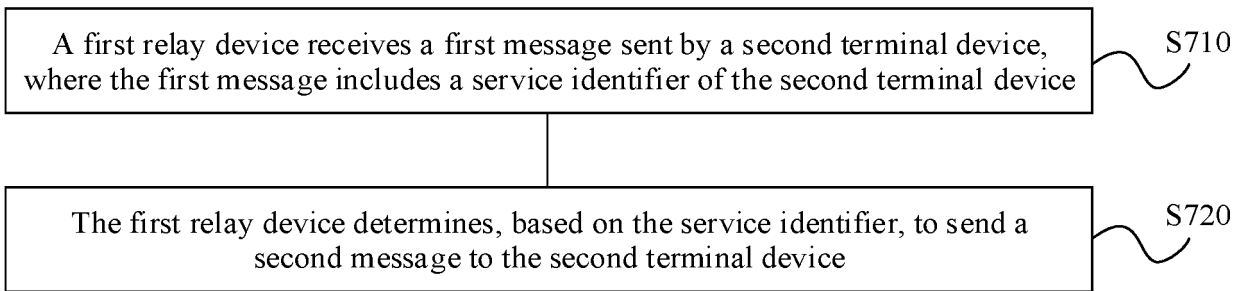 A first relay device receives a first message sent by a second terminal device,
where the first message includes a service identifier of the second terminal device
S710
The first relay device determines, based on the service identifier, to send a
second message to the second terminal device
S720